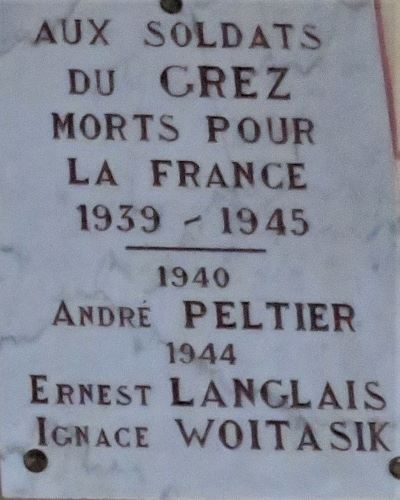 AUX SOLDATS
DU GREZ
MORTS POUR
LA FRANCE
1939 - 1945
1940
ANDRÉ PELTIER
1944
ERNEST LANGLAIS
IGNACE WOITASIK